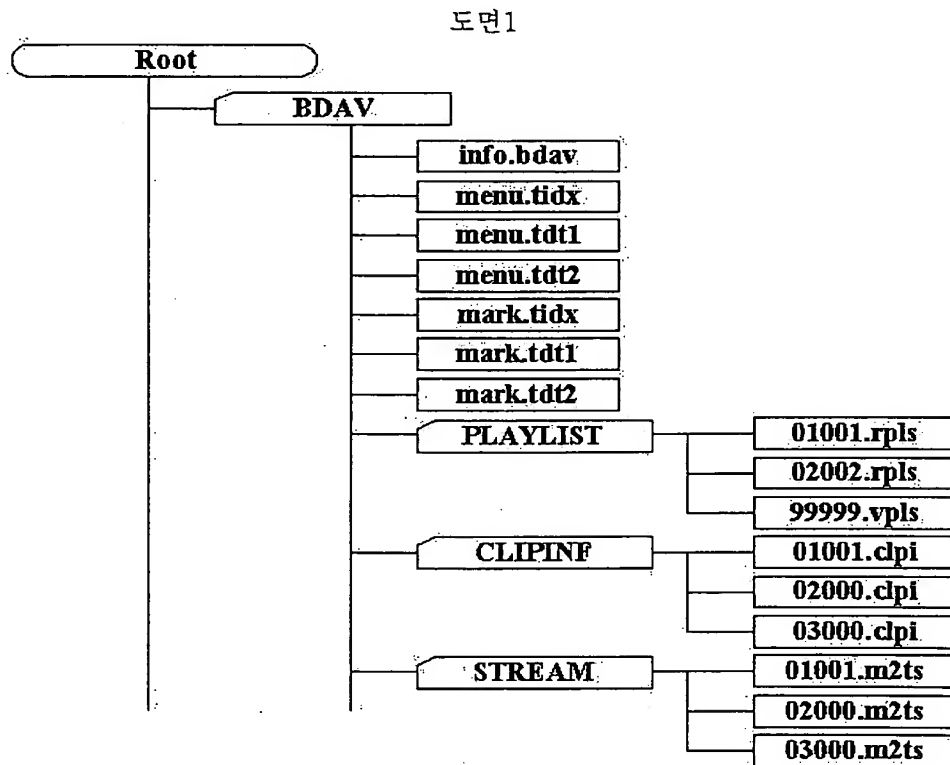 도면1
Root
BDAV
info.bdav
menu.tidx
menu.tdt1
menu.tdt2
mark.tidx
mark.tdt1
mark.tdt2
PLAYLIST
01001.rpls
02002.rpls
99999.vpls
CLIPINF
01001.clpi
02000.clpi
03000.clpi
STREAM
01001.m2ts
02000.m2ts
03000.m2ts